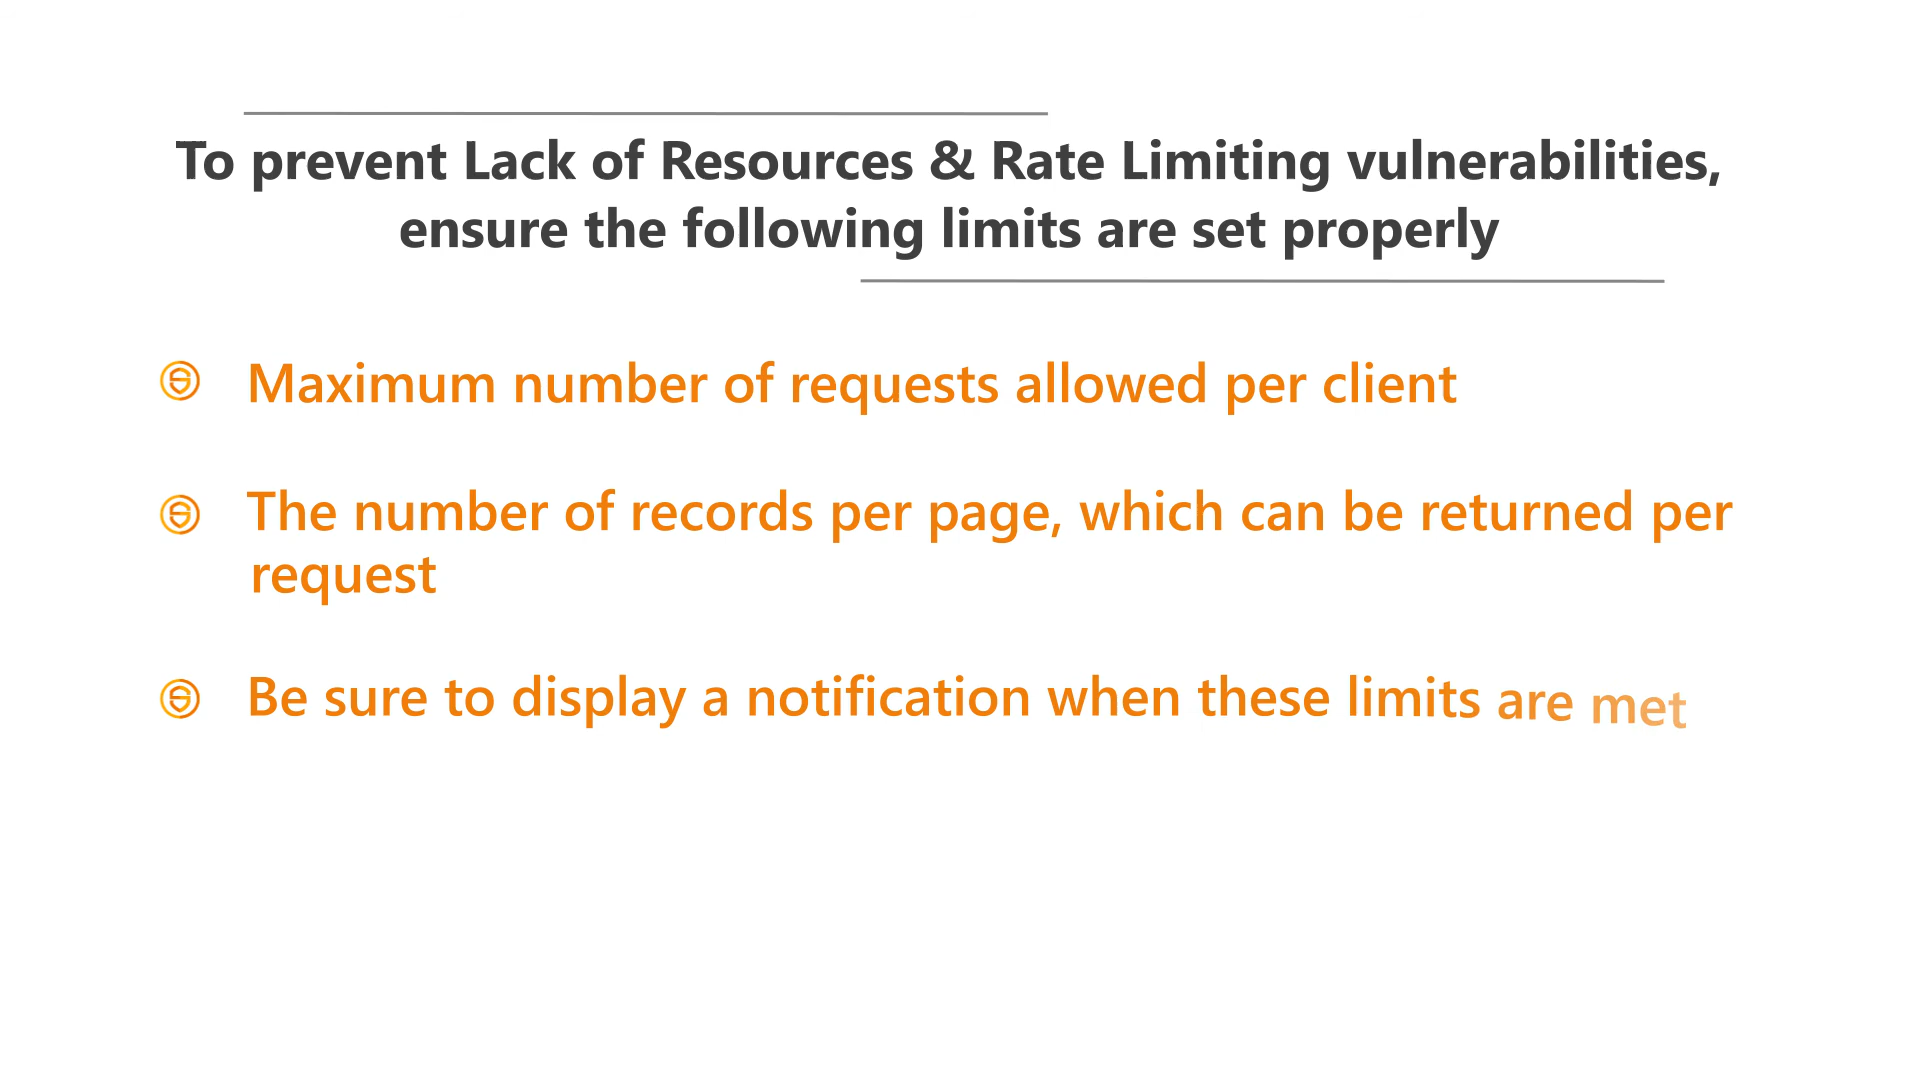 To prevent Lack of Resources & Rate Limiting vulnerabilities,
ensure the following limits are set properly
Maximum number of requests allowed per client
The number of records per page, which can be returned per
request
Be sure to display a notification when these limits are met